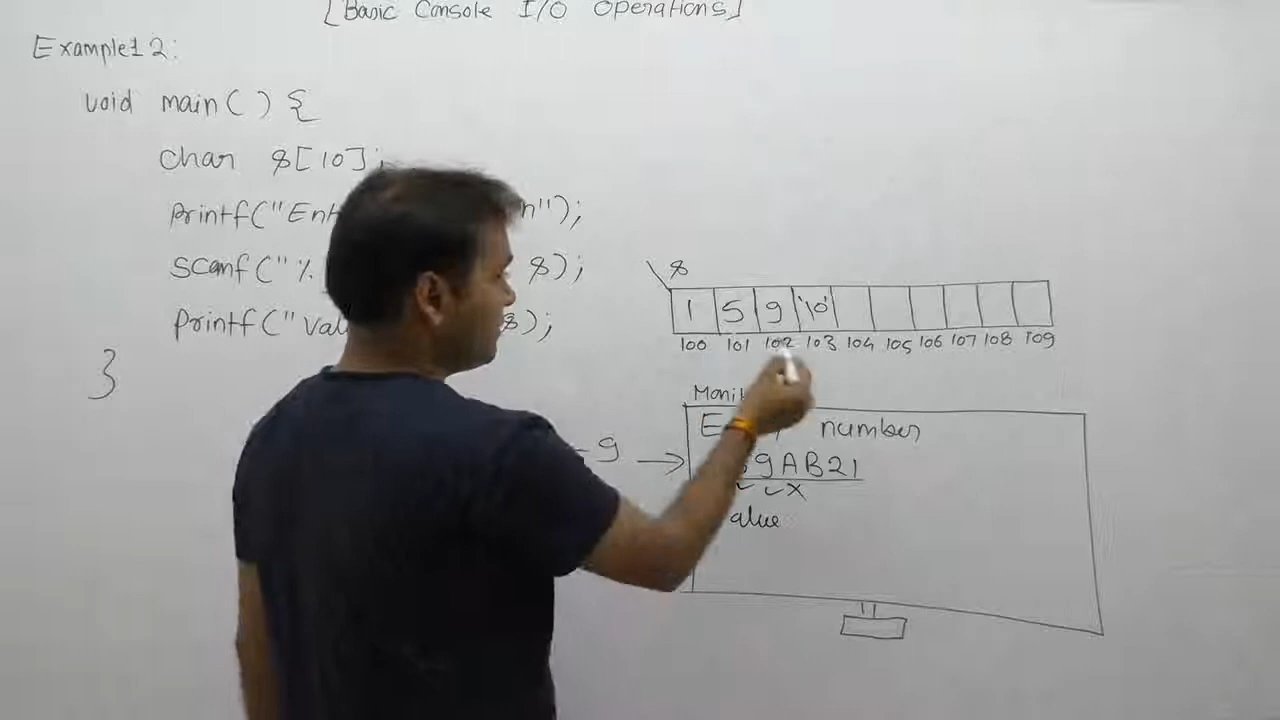 [Basic Console I/O Operations]
Example12:
void main() {
char s[10];
Printf("Ent n");
Scanf("% s);
Printf("Val s);
}
s
1 5 9 '\0'
100 101 102 103 104 105 106 107 108 109
Moni
E number
9AB21
- 9 →
✓ ✓ X
alue